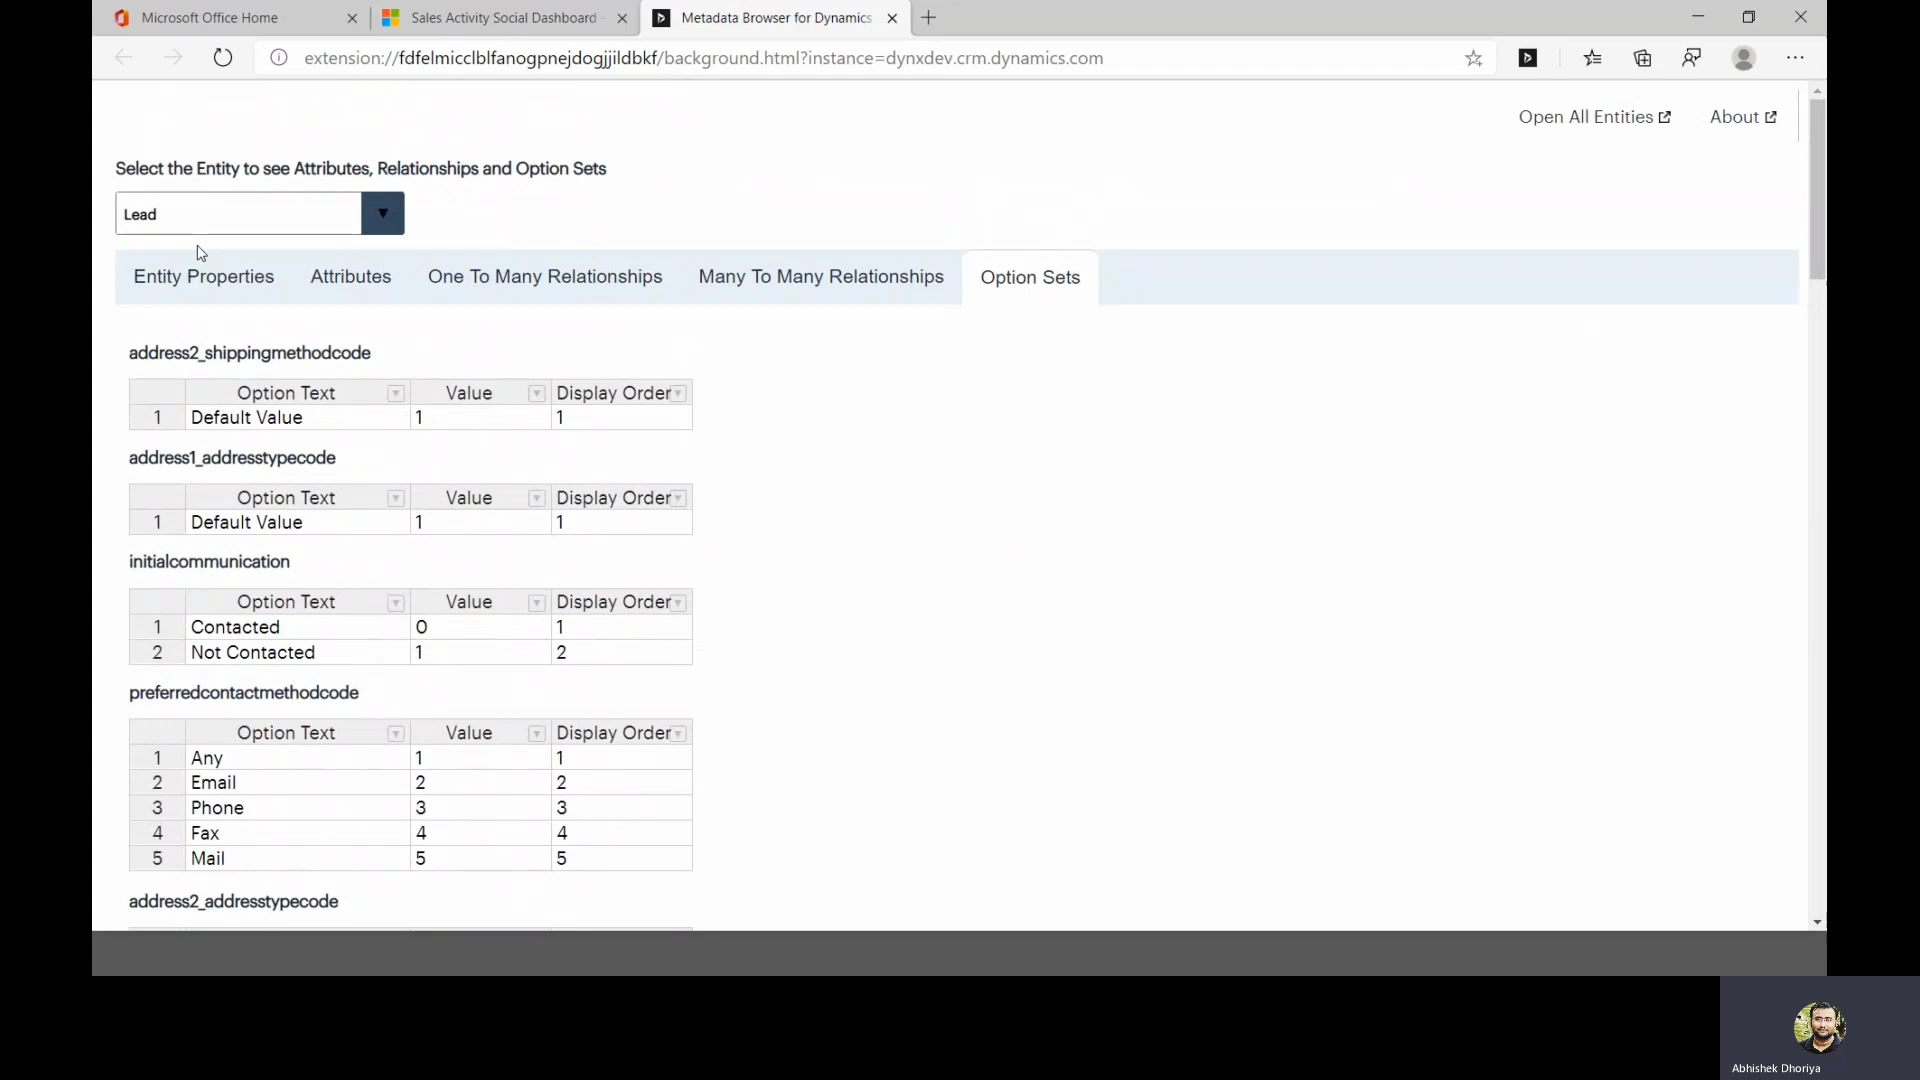 Microsoft Office Home
Sales Activity Social Dashboard -
Metadata Browser for Dynamics
extension://fdfelmicclblfanogpnejdogjjildbkf/background.html?instance=dynxdev.crm.dynamics.com
Open All Entities
About
Select the Entity to see Attributes, Relationships and Option Sets
Lead
Entity Properties Attributes One To Many Relationships Many To Many Relationships Option Sets
address2_shippingmethodcode
Option Text Value Display Order
1 Default Value 1 1
address1_addresstypecode
Option Text Value Display Order
1 Default Value 1 1
initialcommunication
Option Text Value Display Order
1 Contacted 0 1
2 Not Contacted 1 2
preferredcontactmethodcode
Option Text Value Display Order
1 Any 1 1
2 Email 2 2
3 Phone 3 3
4 Fax 4 4
5 Mail 5 5
address2_addresstypecode
Abhishek Dhoriya